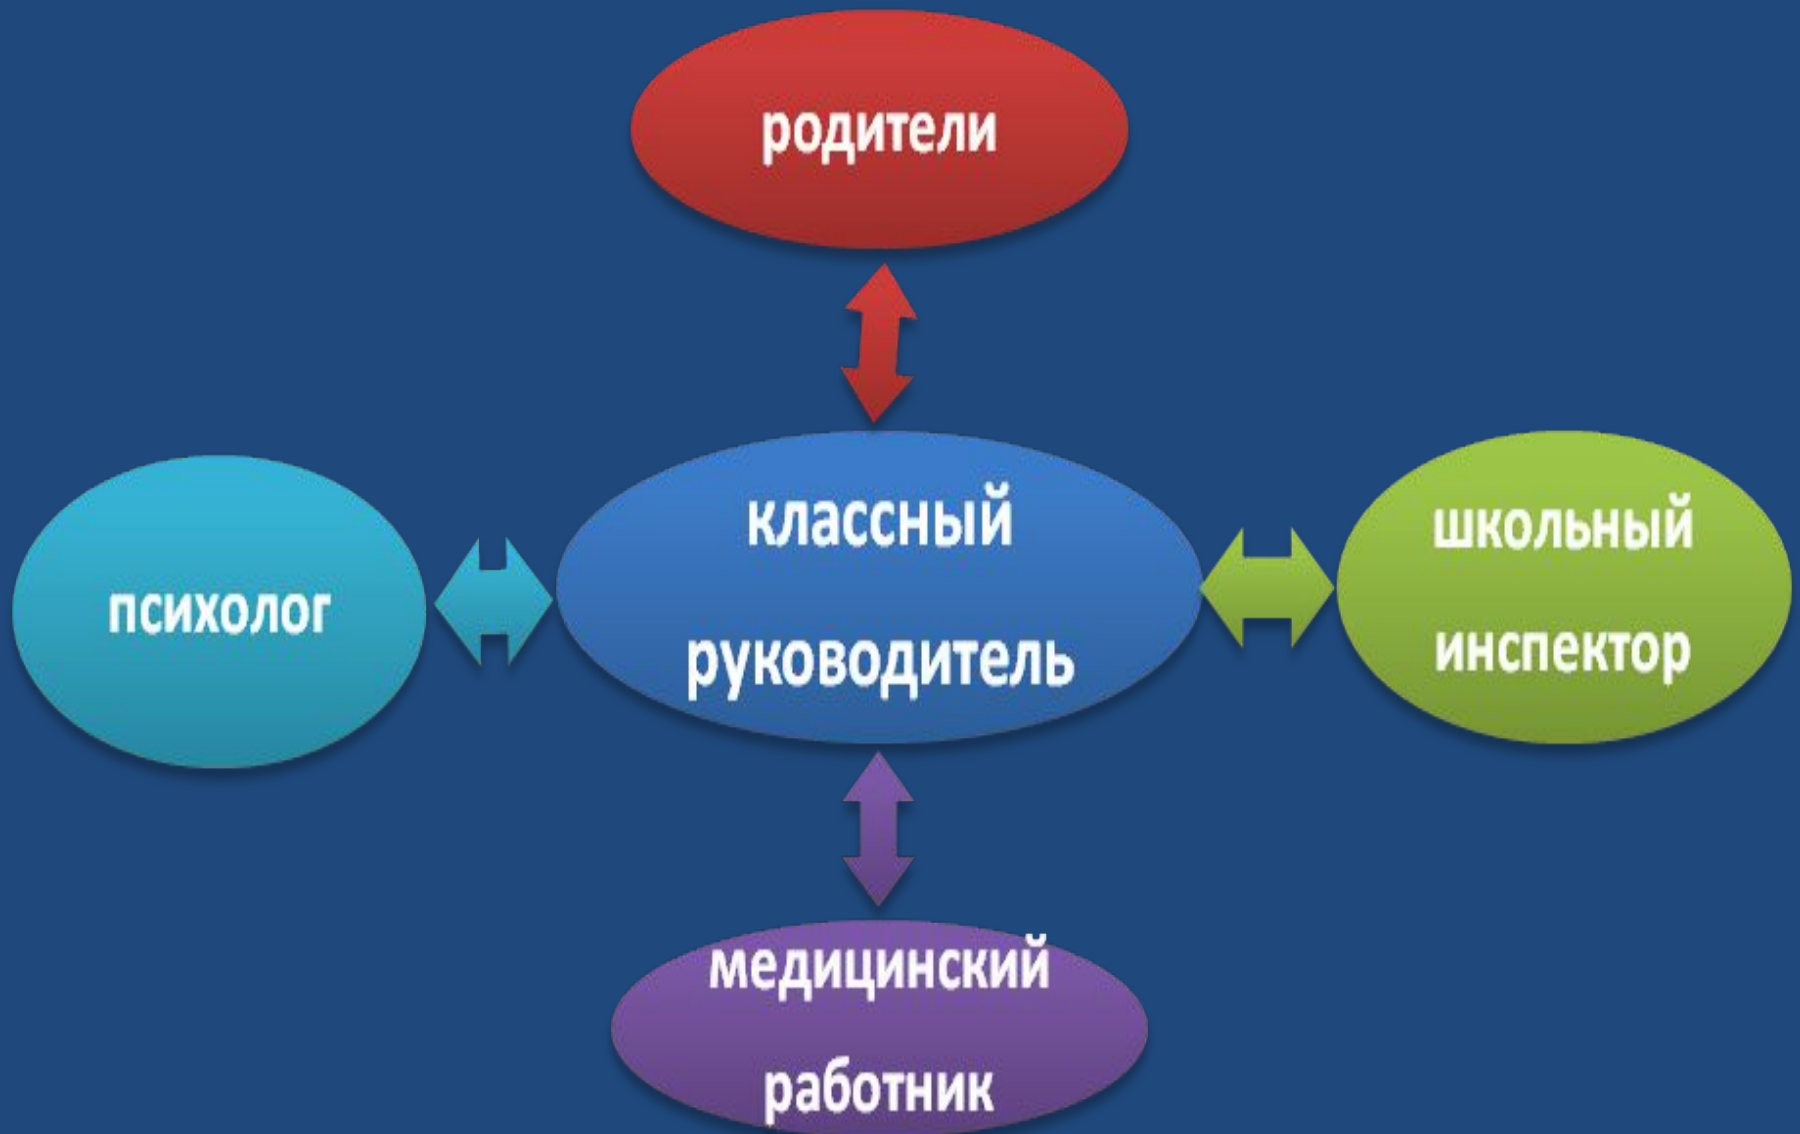 родители
психолог
классный
руководитель
школьный
инспектор
медицинский
работник